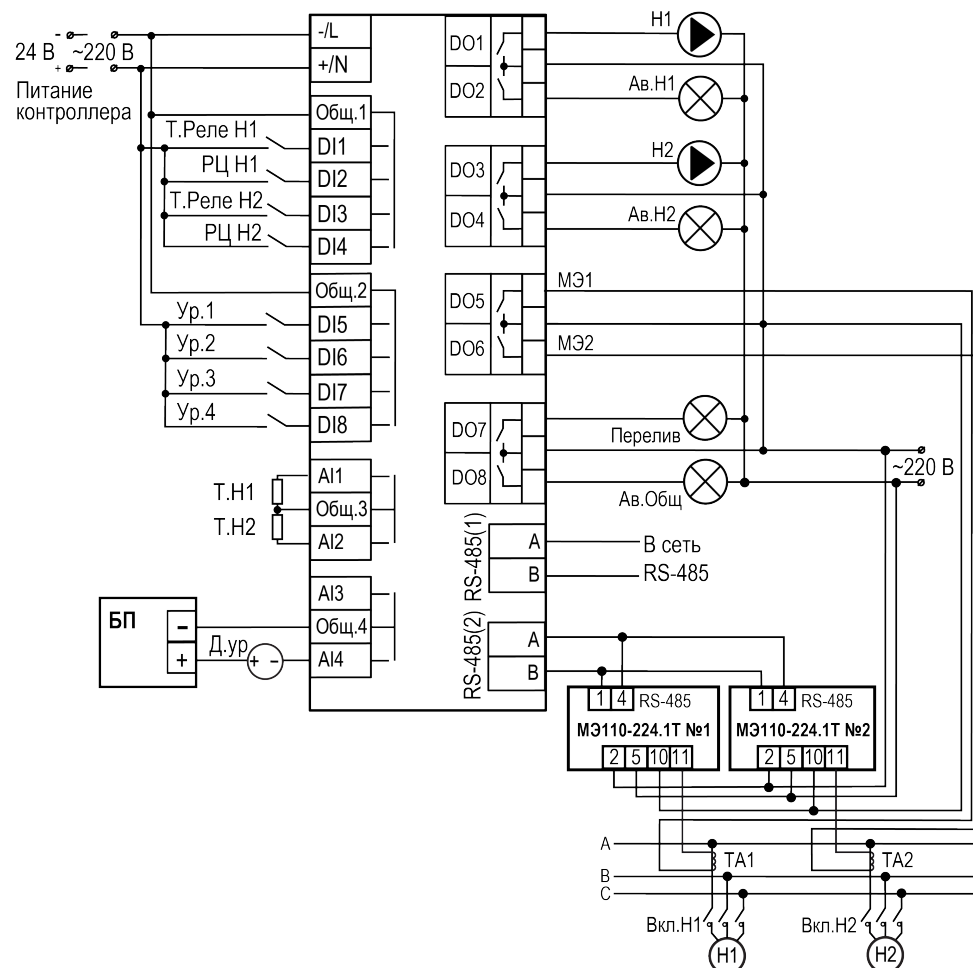 24 В ~220 В
-
+
Питание
контроллера
-/L
+/N
Общ.1
Т.Реле Н1
DI1
РЦ Н1
DI2
Т.Реле Н2
DI3
РЦ Н2
DI4
Общ.2
Ур.1
DI5
Ур.2
DI6
Ур.3
DI7
Ур.4
DI8
AI1
Т.Н1
Общ.3
Т.Н2
AI2
AI3
Общ.4
AI4
БП
-
+
Д.ур
+ -
DO1
DO2
DO3
DO4
DO5
DO6
DO7
DO8
Н1
Ав.Н1
Н2
Ав.Н2
МЭ1
МЭ2
Перелив
Ав.Общ
~220 В
RS-485(1)
A
B
В сеть
RS-485
RS-485(2)
A
B
1 4 RS-485
МЭ110-224.1Т №1
2 5 10 11
1 4 RS-485
МЭ110-224.1Т №2
2 5 10 11
A
B
C
ТА1
ТА2
Вкл.Н1
Вкл.Н2
Н1
Н2